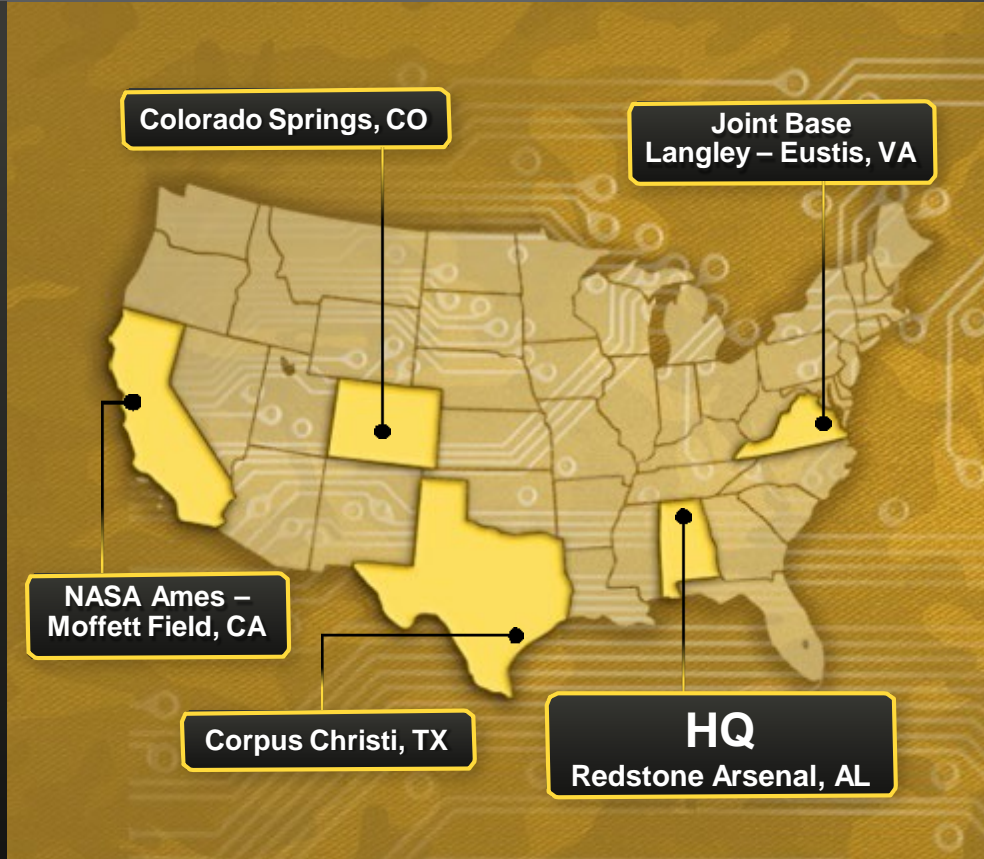 Colorado Springs, CO
Joint Base
Langley – Eustis, VA
NASA Ames –
Moffett Field, CA
Corpus Christi, TX
HQ
Redstone Arsenal, AL